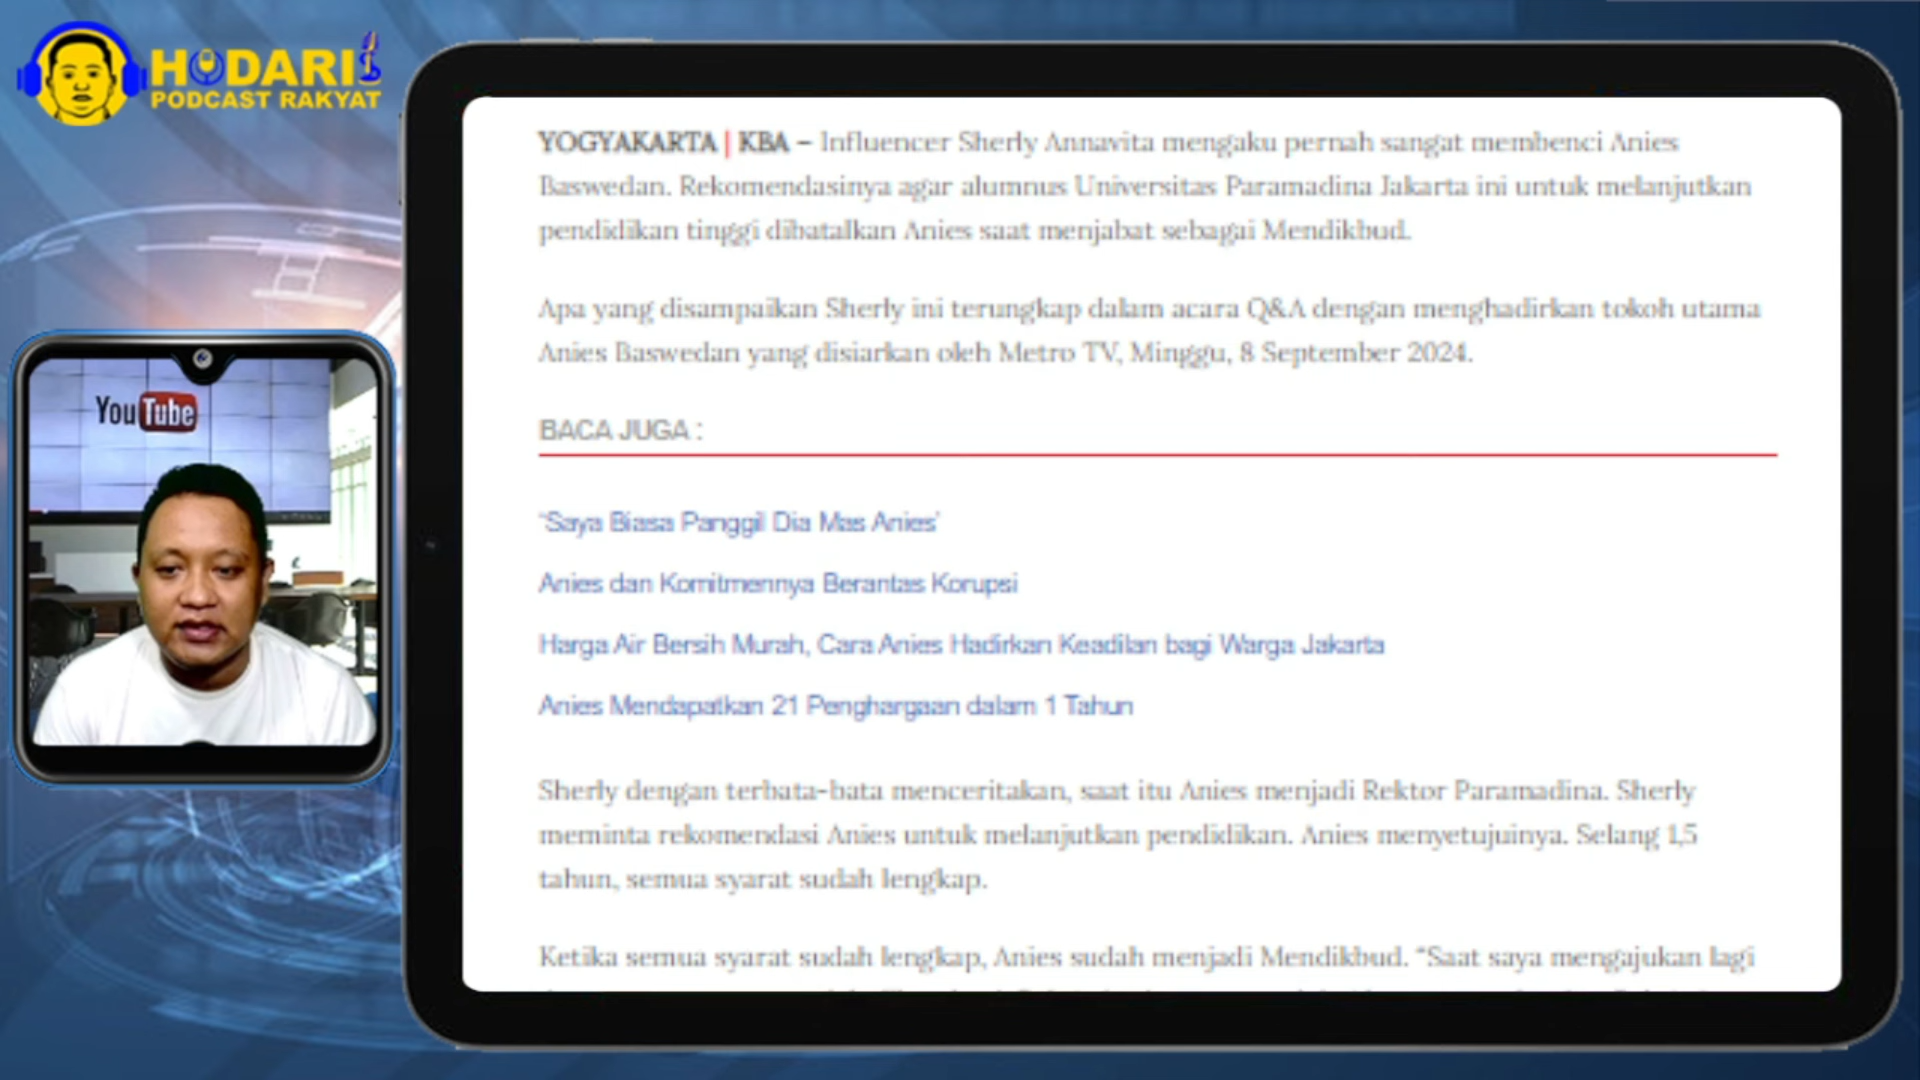 HODARI
PODCAST RAKYAT
YouTube
YOGYAKARTA | KBA – Influencer Sherly Annavita mengaku pernah sangat membenci Anies
Baswedan. Rekomendasinya agar alumnus Universitas Paramadina Jakarta ini untuk melanjutkan
pendidikan tinggi dibatalkan Anies saat menjabat sebagai Mendikbud.
Apa yang disampaikan Sherly ini terungkap dalam acara Q&A dengan menghadirkan tokoh utama
Anies Baswedan yang disiarkan oleh Metro TV, Minggu, 8 September 2024.
BACA JUGA :
“Saya Biasa Panggil Dia Mas Anies’
Anies dan Komitmennya Berantas Korupsi
Harga Air Bersih Murah, Cara Anies Hadirkan Keadilan bagi Warga Jakarta
Anies Mendapatkan 21 Penghargaan dalam 1 Tahun
Sherly dengan terbata-bata menceritakan, saat itu Anies menjadi Rektor Paramadina. Sherly
meminta rekomendasi Anies untuk melanjutkan pendidikan. Anies menyetujuinya. Selang 1,5
tahun, semua syarat sudah lengkap.
Ketika semua syarat sudah lengkap, Anies sudah menjadi Mendikbud. “Saat saya mengajukan lagi